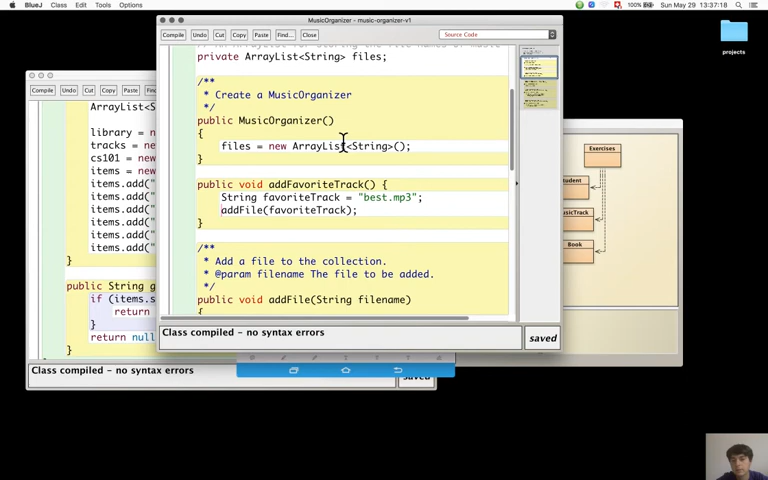 BlueJ Class Edit Tools Options 100% Sun May 29 13:37:18
projects
MusicOrganizer - music-organizer-v1
Compile Undo Cut Copy Paste Find... Close Source Code
private ArrayList<String> files;
/**
* Create a MusicOrganizer
*/
public MusicOrganizer()
{
files = new ArrayList<String>();
}
public void addFavoriteTrack() {
String favoriteTrack = "best.mp3";
addFile(favoriteTrack);
}
/**
* Add a file to the collection.
* @param filename The file to be added.
*/
public void addFile(String filename)
{
Class compiled - no syntax errors
saved
Compile Undo Cut Copy Paste
ArrayList<S
library = n
tracks = ne
cs101 = new
items = new
items.add("
items.add("
items.add("
items.add("
items.add("
}
public String g
if (items.s
return
}
return null
}
Class compiled - no syntax errors
saved
Exercises
Book